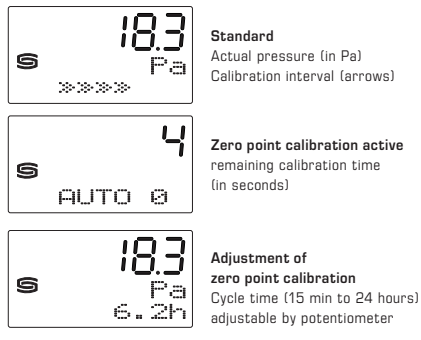 18.3
Pa
»»»»
Standard
Actual pressure (in Pa)
Calibration interval (arrows)
4
AUTO 0
Zero point calibration active
remaining calibration time
(in seconds)
18.3
Pa
6.2h
Adjustment of
zero point calibration
Cycle time (15 min to 24 hours)
adjustable by potentiometer